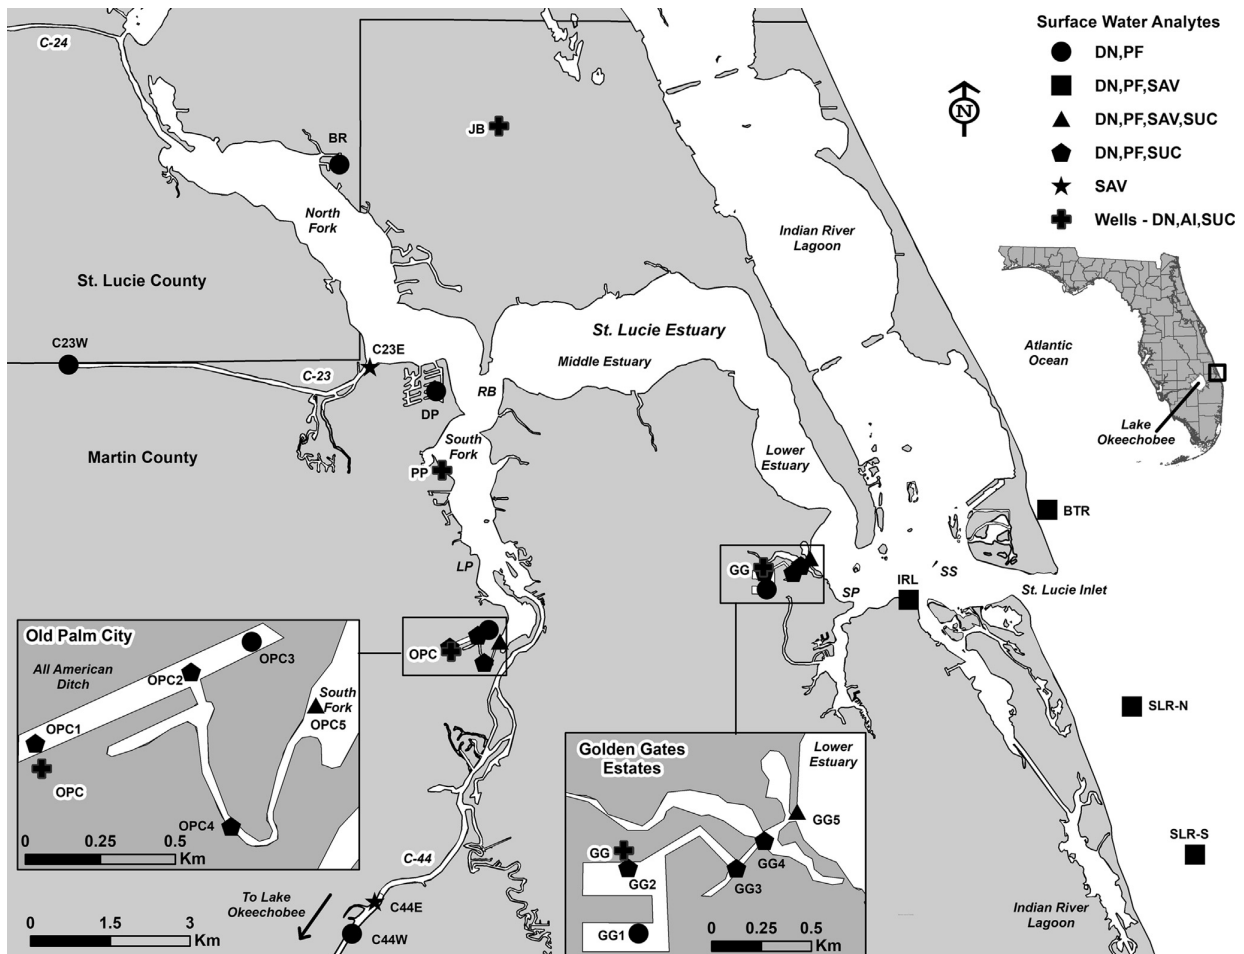 Surface Water Analytes
DN,PF
DN,PF,SAV
DN,PF,SAV,SUC
DN,PF,SUC
SAV
Wells - DN,AI,SUC
C-24
BR
JB
N
North
Fork
Indian River
Lagoon
St. Lucie County
C23W
C-23
C23E
DP
RB
St. Lucie Estuary
Middle Estuary
Atlantic
Ocean
Lake
Okeechobee
Martin County
South
Fork
PP
Lower
Estuary
BTR
LP
GG
SP
IRL
SS
St. Lucie Inlet
OPC
SLR-N
SLR-S
Old Palm City
All American
Ditch
OPC3
OPC2
South
Fork
OPC5
OPC1
OPC
OPC4
0 0.25 0.5
Km
Golden Gates
Estates
Lower
Estuary
GG5
GG
GG4
GG2
GG3
GG1
0 0.25 0.5
Km
C-44
To Lake
Okeechobee
C44E
C44W
0 1.5 3
Km
Indian River
Lagoon